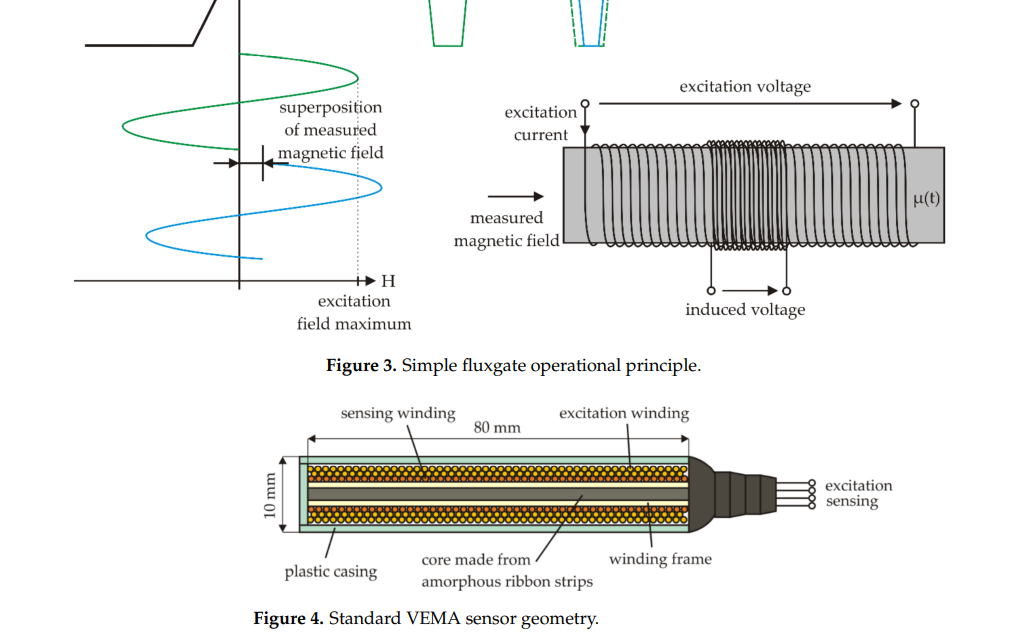 superposition
of measured
magnetic field
H
excitation
field maximum
excitation voltage
excitation
current
μ(t)
measured
magnetic field
induced voltage
Figure 3. Simple fluxgate operational principle.
sensing winding
excitation winding
80 mm
10 mm
excitation
sensing
plastic casing
core made from
amorphous ribbon strips
winding frame
Figure 4. Standard VEMA sensor geometry.